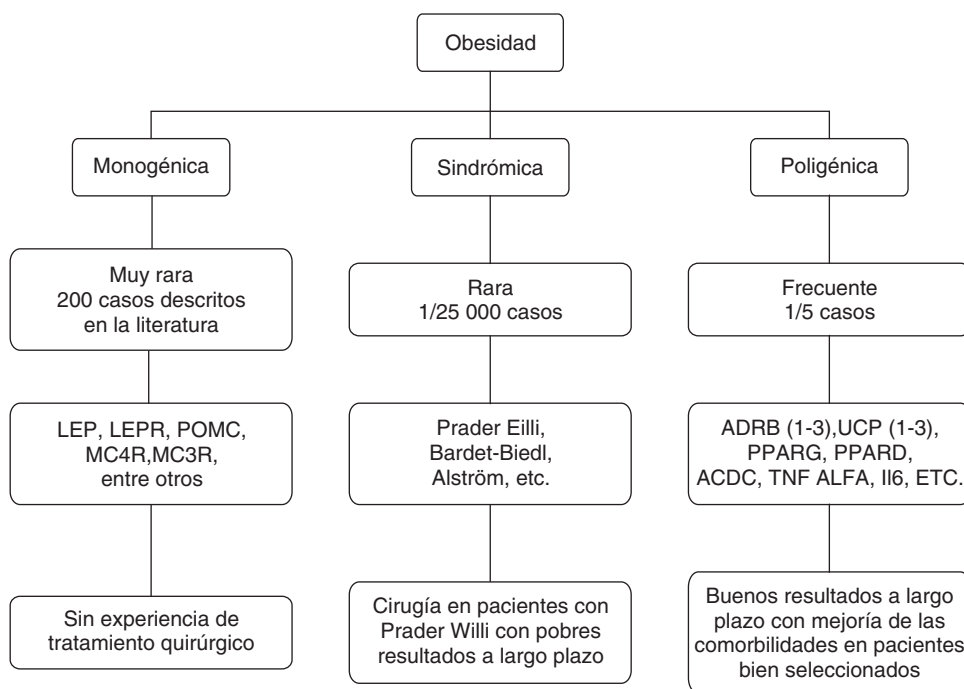 Obesidad
Monogénica
Sindrómica
Poligénica
Muy rara
200 casos descritos
en la literatura
Rara
1/25 000 casos
Frecuente
1/5 casos
LEP, LEPR, POMC,
MC4R,MC3R,
entre otros
Prader Eilli,
Bardet-Biedl,
Alström, etc.
ADRB (1-3),UCP (1-3),
PPARG, PPARD,
ACDC, TNF ALFA, Il6, ETC.
Sin experiencia de
tratamiento quirúrgico
Cirugía en pacientes con
Prader Willi con pobres
resultados a largo plazo
Buenos resultados a largo
plazo con mejoría de las
comorbilidades en pacientes
bien seleccionados